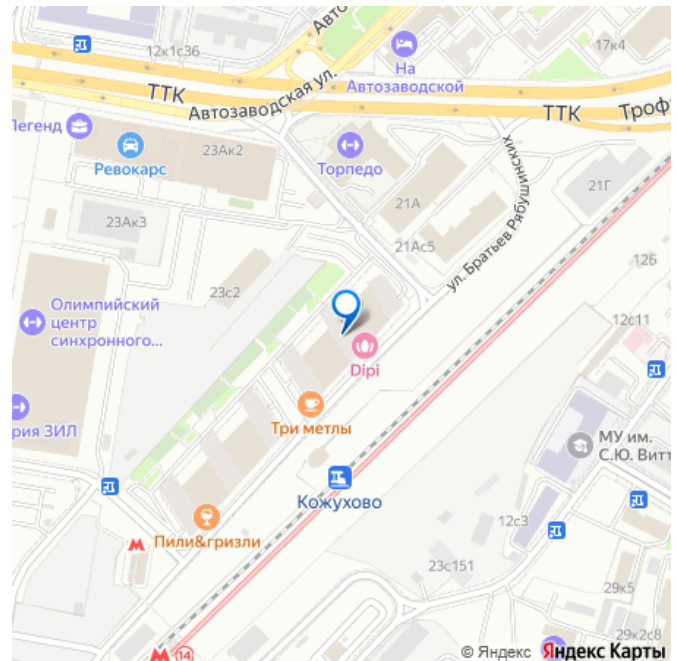 12к1с36
17к4
На
Автозаводской
ТТК
Автозаводская ул.
ТТК
Троф
Легенд
Ревокарс
23Ак2
Торпедо
21А
21Г
ул. Братьев Рябушинских
23Ак3
21Ас5
12Б
23с2
Олимпийский
центр
синхронного...
12с11
Dipi
Три метлы
рия ЗИЛ
МУ им.
С.Ю. Витт
Кожухово
Пили&гризли
12с3
23с151
29к5
14
29к2с8
© Яндекс Яндекс Карты